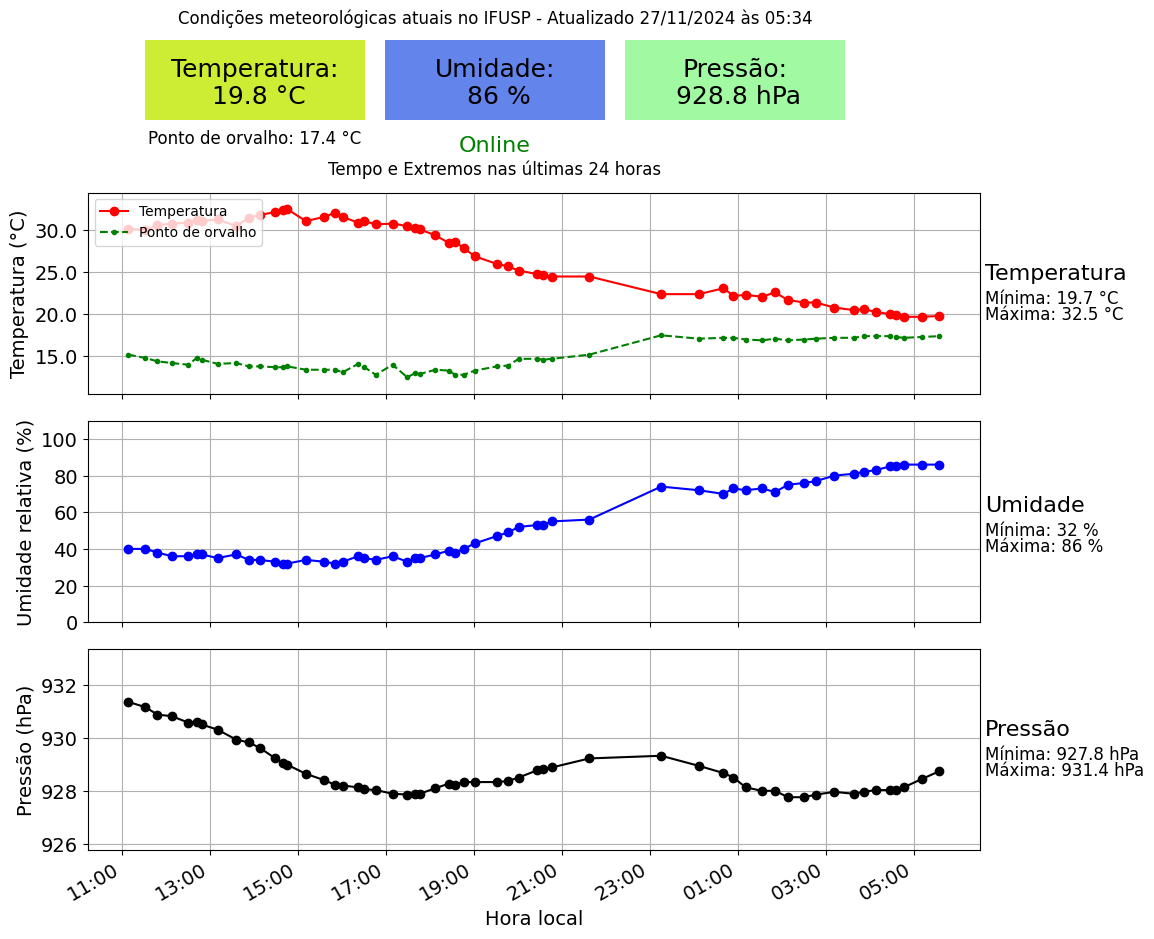 Condições meteorológicas atuais no IFUSP - Atualizado 27/11/2024 às 05:34
Temperatura:
19.8 °C
Umidade:
86 %
Pressão:
928.8 hPa
Ponto de orvalho: 17.4 °C
Online
Tempo e Extremos nas últimas 24 horas
Temperatura (°C)
30.0
25.0
20.0
15.0
Temperatura
Ponto de orvalho
Temperatura
Mínima: 19.7 °C
Máxima: 32.5 °C
Umidade relativa (%)
100
80
60
40
20
0
Umidade
Mínima: 32 %
Máxima: 86 %
Pressão (hPa)
932
930
928
926
Pressão
Mínima: 927.8 hPa
Máxima: 931.4 hPa
11:00 13:00 15:00 17:00 19:00 21:00 23:00 01:00 03:00 05:00
Hora local